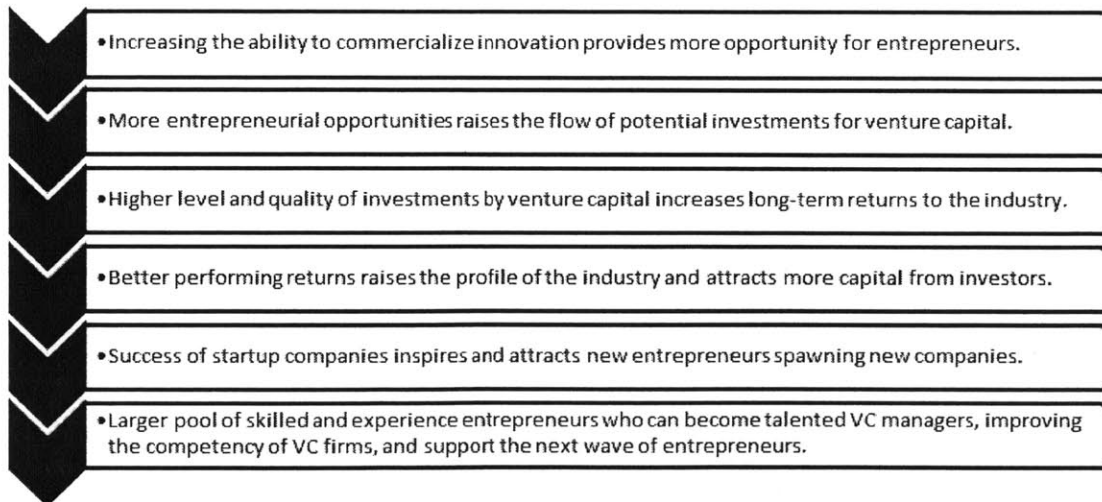 •Increasing the ability to commercialize innovation provides more opportunity for entrepreneurs.
•More entrepreneurial opportunities raises the flow of potential investments for venture capital.
•Higher level and quality of investments by venture capital increases long-term returns to the industry.
•Better performing returns raises the profile of the industry and attracts more capital from investors.
•Success of startup companies inspires and attracts new entrepreneurs spawning new companies.
•Larger pool of skilled and experience entrepreneurs who can become talented VC managers, improving
the competency of VC firms, and support the next wave of entrepreneurs.